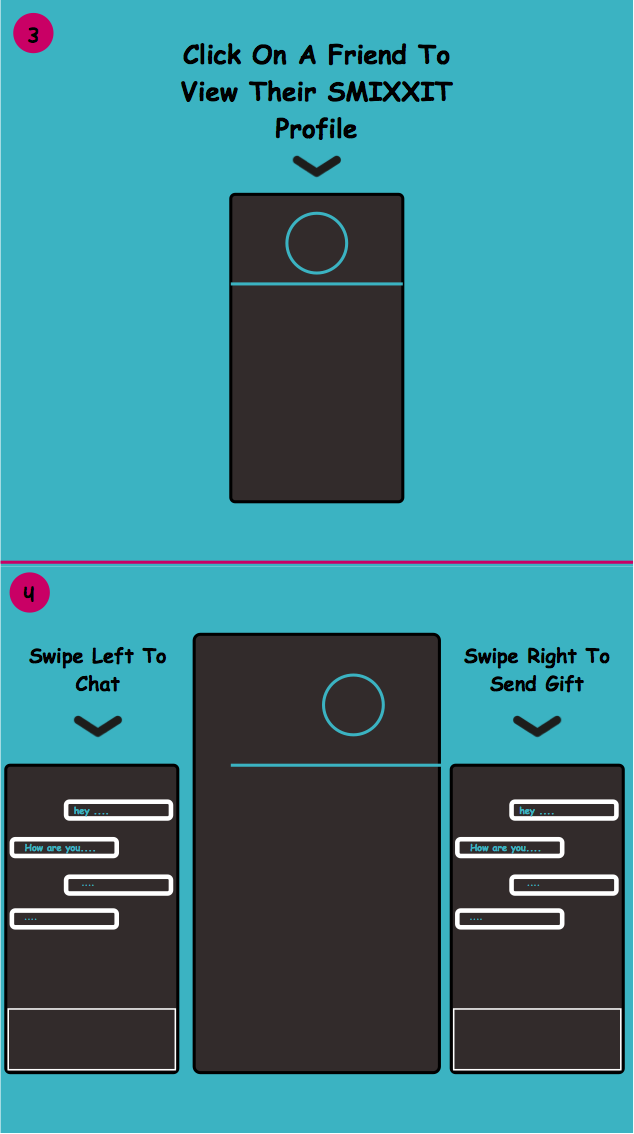 3
Click On A Friend To
View Their SMIXXIT
Profile
4
Swipe Left To
Chat
Swipe Right To
Send Gift
hey ....
How are you....
....
....
hey ....
How are you....
....
....